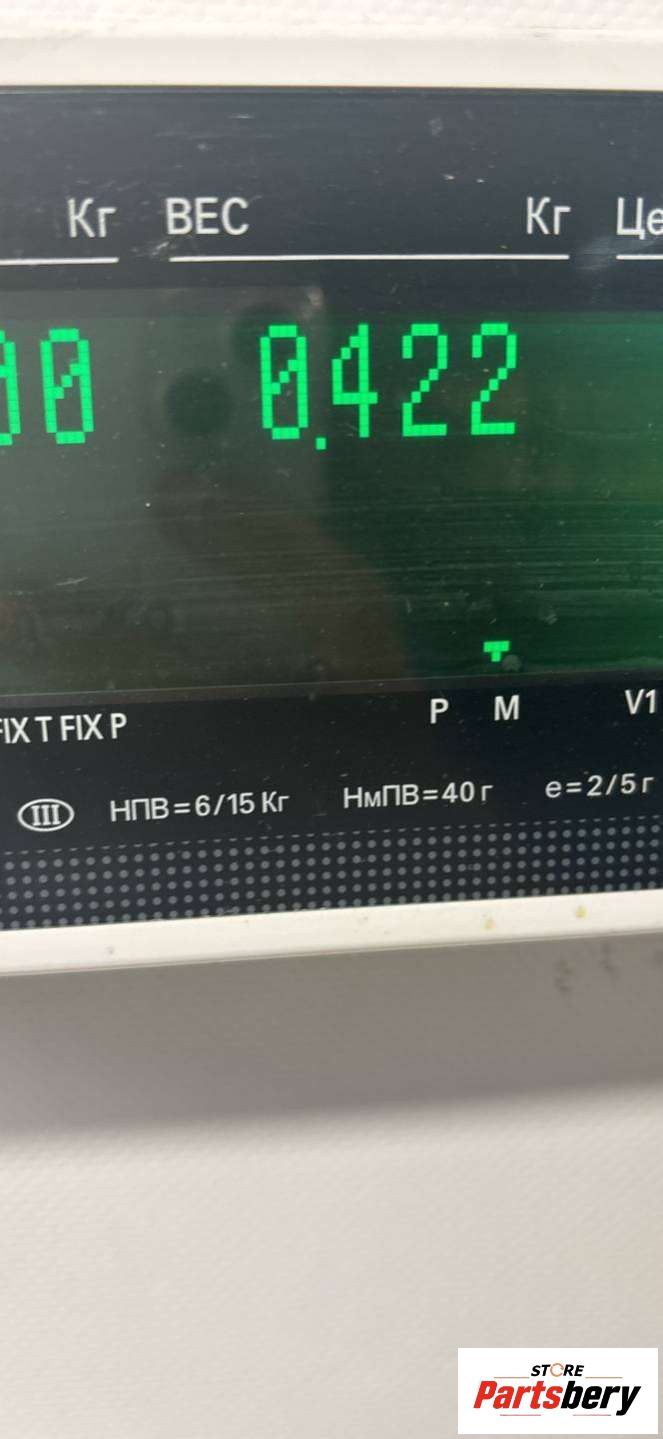 Кг ВЕС Кг Це
00 0.422
FIX T FIX P P M V1
III НПВ=6/15 Кг НмПВ=40 г e=2/5 г
STORE
Partsbery